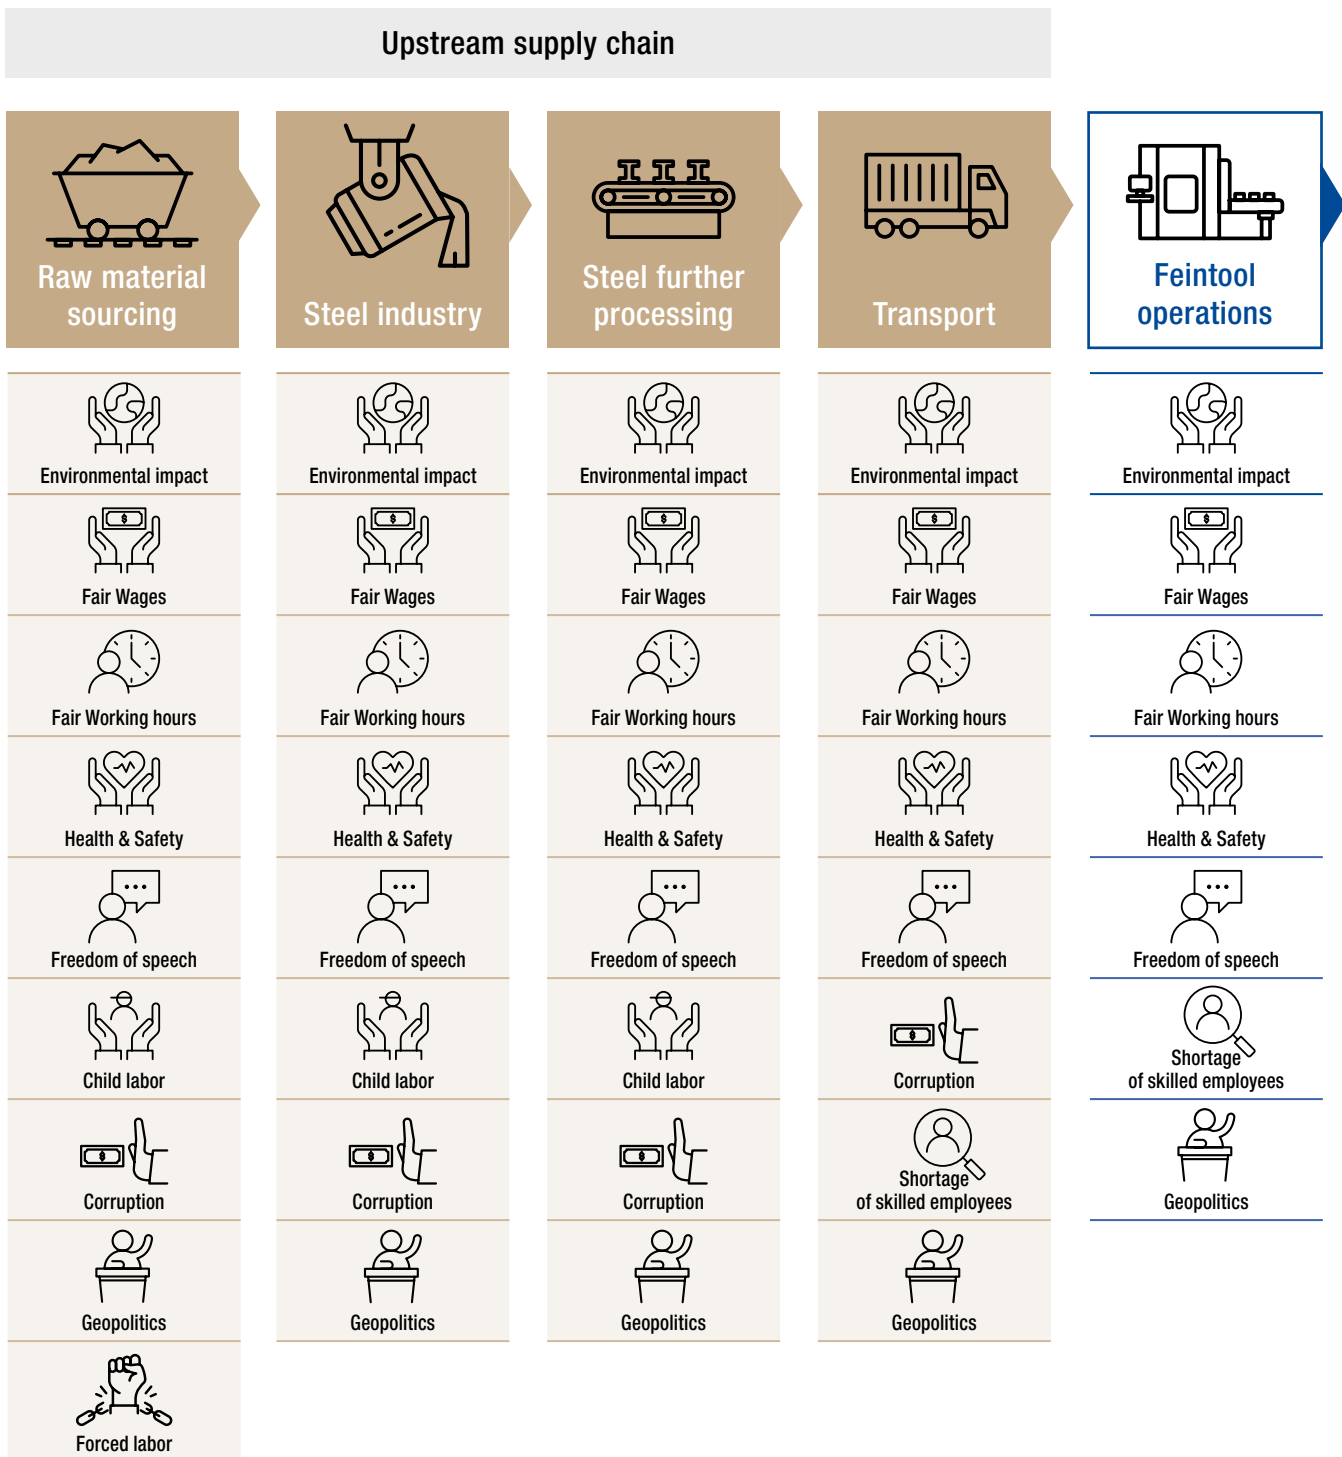 Upstream supply chain
Raw material
sourcing
Steel industry
Steel further
processing
Transport
Feintool
operations
Environmental impact
Environmental impact
Environmental impact
Environmental impact
Environmental impact
$
$
$
$
$
Fair Wages
Fair Wages
Fair Wages
Fair Wages
Fair Wages
Fair Working hours
Fair Working hours
Fair Working hours
Fair Working hours
Fair Working hours
Health & Safety
Health & Safety
Health & Safety
Health & Safety
Health & Safety
Freedom of speech
Freedom of speech
Freedom of speech
Freedom of speech
Freedom of speech
Child labor
Child labor
Child labor
$
Corruption
Shortage
of skilled employees
$
Corruption
$
Corruption
$
Corruption
Shortage
of skilled employees
Geopolitics
Geopolitics
Geopolitics
Geopolitics
Geopolitics
Forced labor